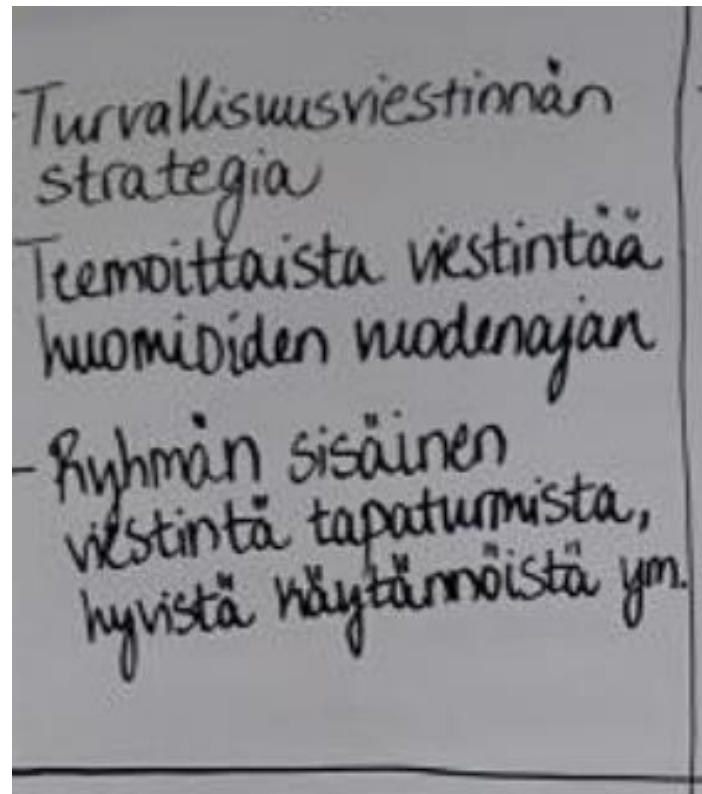 - Turvallisuusviestinnän
strategia
Teemoittaista viestintää
huomioiden vuodenajan
- Ryhmän sisäinen
viestintä tapaturmista,
hyvistä käytännöistä ym.